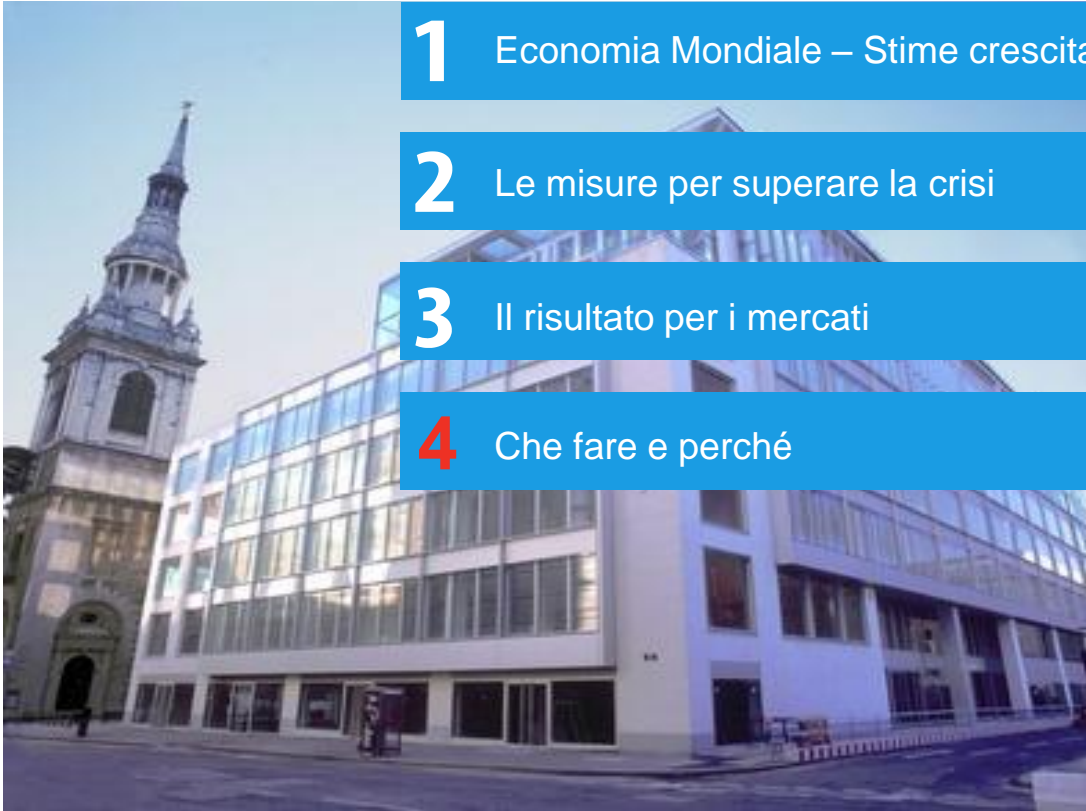 1 Economia Mondiale – Stime crescita
2 Le misure per superare la crisi
3 Il risultato per i mercati
4 Che fare e perché